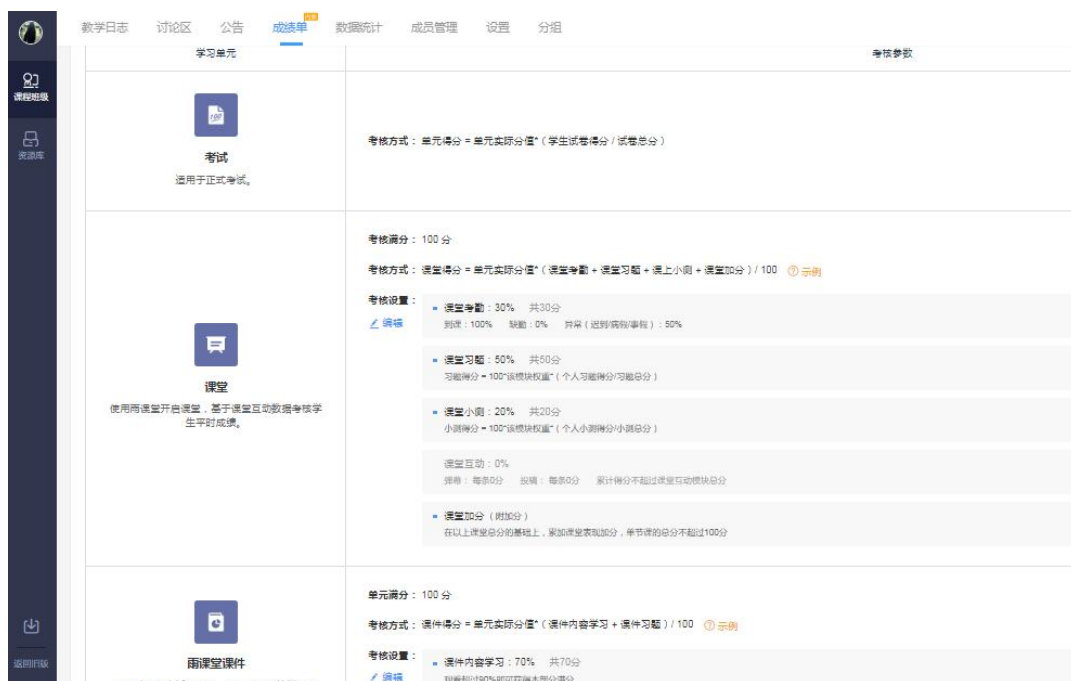 教学日志 讨论区 公告 成绩单 数据统计 成员管理 设置 分组
学习单元 考核参数
课程班级
资源库
100
考试
适用于正式考试。
考核方式：单元得分 = 单元实际分值*（学生试卷得分 / 试卷总分）
考核满分：100 分
考核方式：课堂得分 = 单元实际分值*（课堂考勤 + 课堂习题 + 课上小测 + 课堂加分）/ 100 ? 示例
考核设置：
编辑
课堂考勤：30% 共30分
到课：100% 缺勤：0% 异常（迟到/病假/事假）：50%
课堂习题：50% 共50分
习题得分 = 100*该模块权重*（个人习题得分/习题总分）
课堂
使用雨课堂开启课堂，基于课堂互动数据考核学
生平时成绩。
课堂小测：20% 共20分
小测得分 = 100*该模块权重*（个人小测得分/小测总分）
课堂互动：0%
弹幕：每条0分 投稿：每条0分 累计得分不超过课堂互动模块总分
课堂加分（附加分）
在以上课堂总分的基础上，累加课堂表现加分，单节课的总分不超过100分
单元满分：100 分
考核方式：课件得分 = 单元实际分值*（课件内容学习 + 课件习题）/ 100 ? 示例
雨课堂课件
考核设置：
编辑
课件内容学习：70% 共70分
观看超过90%即可获得本部分满分
返回旧版